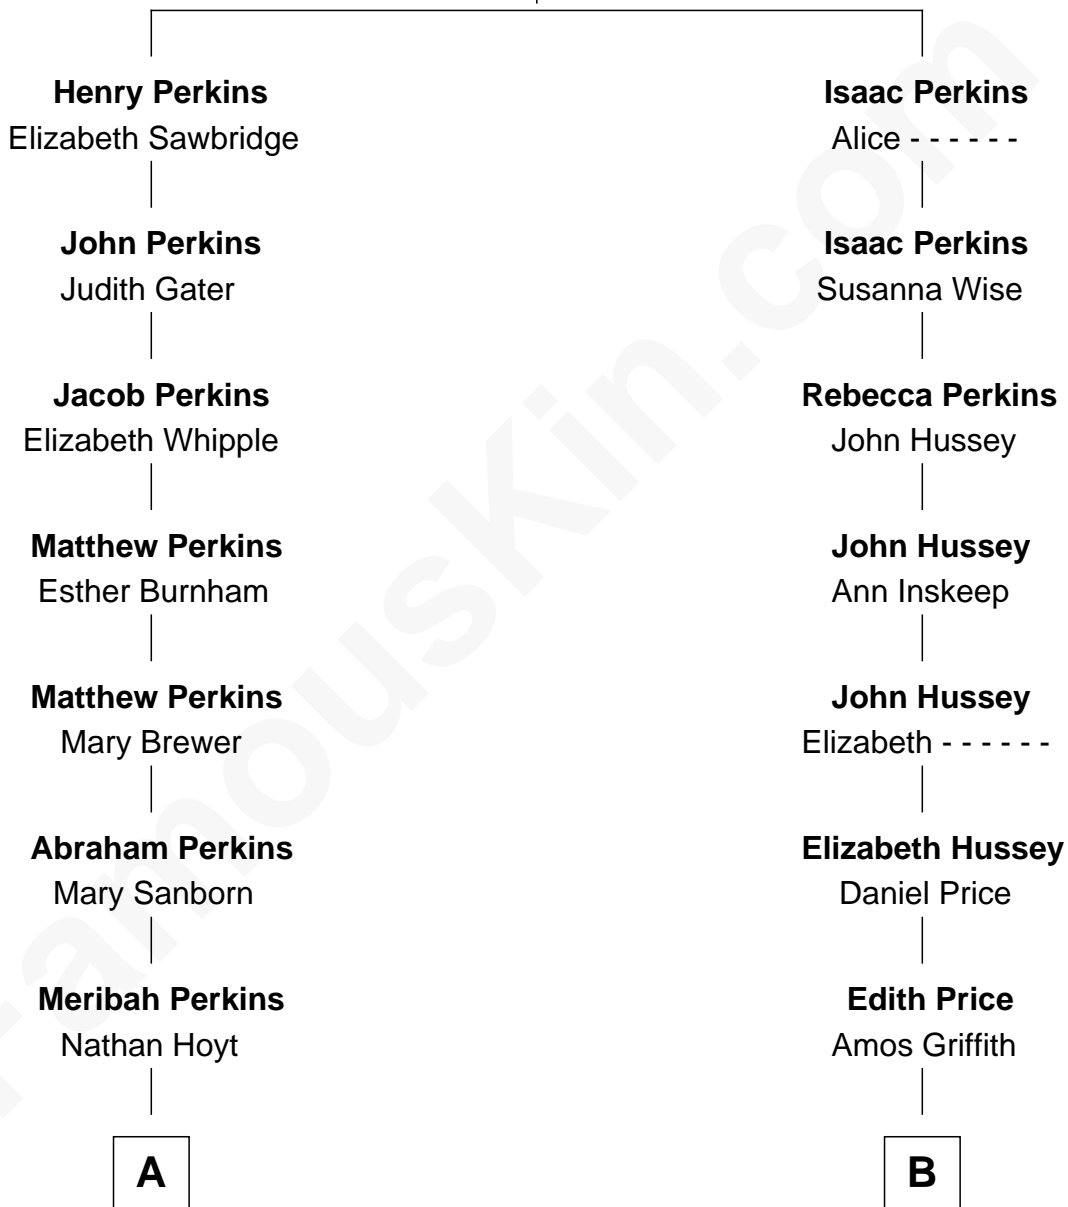 Henry Perkins
Elizabeth Sawbridge
John Perkins
Judith Gater
Jacob Perkins
Elizabeth Whipple
Matthew Perkins
Esther Burnham
Matthew Perkins
Mary Brewer
Abraham Perkins
Mary Sanborn
Meribah Perkins
Nathan Hoyt
A
Isaac Perkins
Alice - - - - - -
Isaac Perkins
Susanna Wise
Rebecca Perkins
John Hussey
John Hussey
Ann Inskeep
John Hussey
Elizabeth - - - - - -
Elizabeth Hussey
Daniel Price
Edith Price
Amos Griffith
B
FamousKin.com